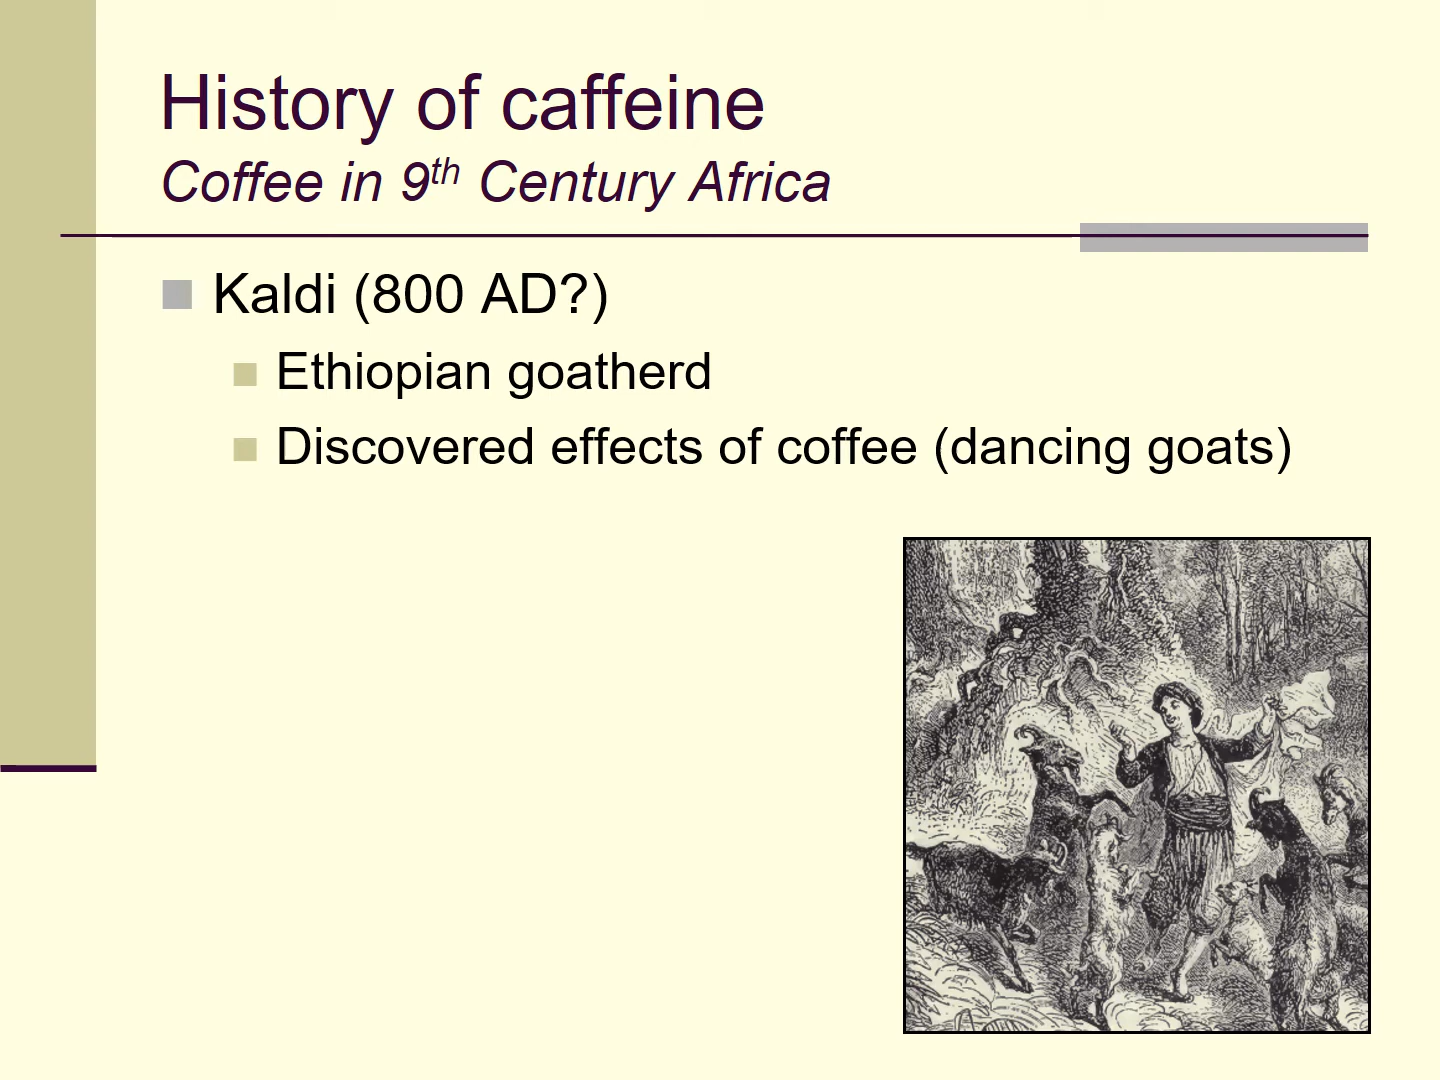 History of caffeine
Coffee in 9th Century Africa
Kaldi (800 AD?)
Ethiopian goatherd
Discovered effects of coffee (dancing goats)